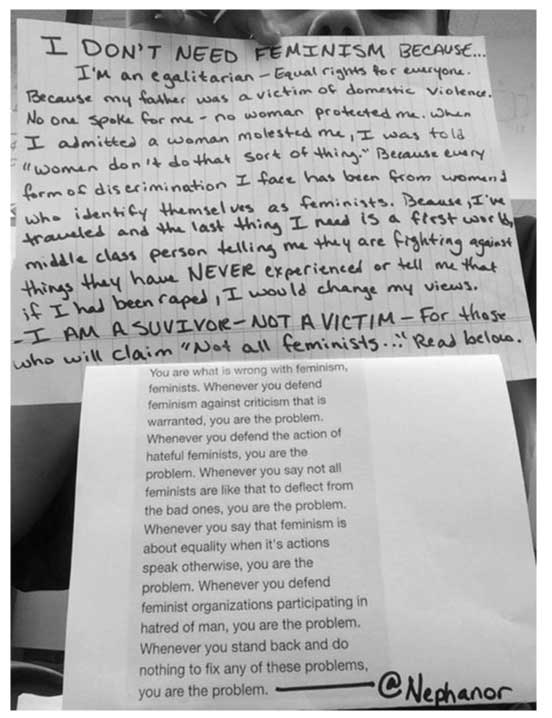 I DON'T NEED FEMINISM BECAUSE...
I'm an egalitarian - Equal rights for everyone.
Because my father was a victim of domestic violence.
No one spoke for me - no woman protected me. When
I admitted a woman molested me, I was told
"women don't do that sort of thing." Because every
form of discrimination I face has been from women
who identify themselves as feminists. Because, I've
traveled and the last thing I need is a first world,
middle class person telling me they are fighting against
things they have NEVER experienced or tell me that
if I had been raped, I would change my views.
- I AM A SUVIVOR - NOT A VICTIM - For those
who will claim "Not all feminists..." Read below.
You are what is wrong with feminism,
feminists. Whenever you defend
feminism against criticism that is
warranted, you are the problem.
Whenever you defend the action of
hateful feminists, you are the
problem. Whenever you say not all
feminists are like that to deflect from
the bad ones, you are the problem.
Whenever you say that feminism is
about equality when it's actions
speak otherwise, you are the
problem. Whenever you defend
feminist organizations participating in
hatred of man, you are the problem.
Whenever you stand back and do
nothing to fix any of these problems,
you are the problem. — @Nephanor